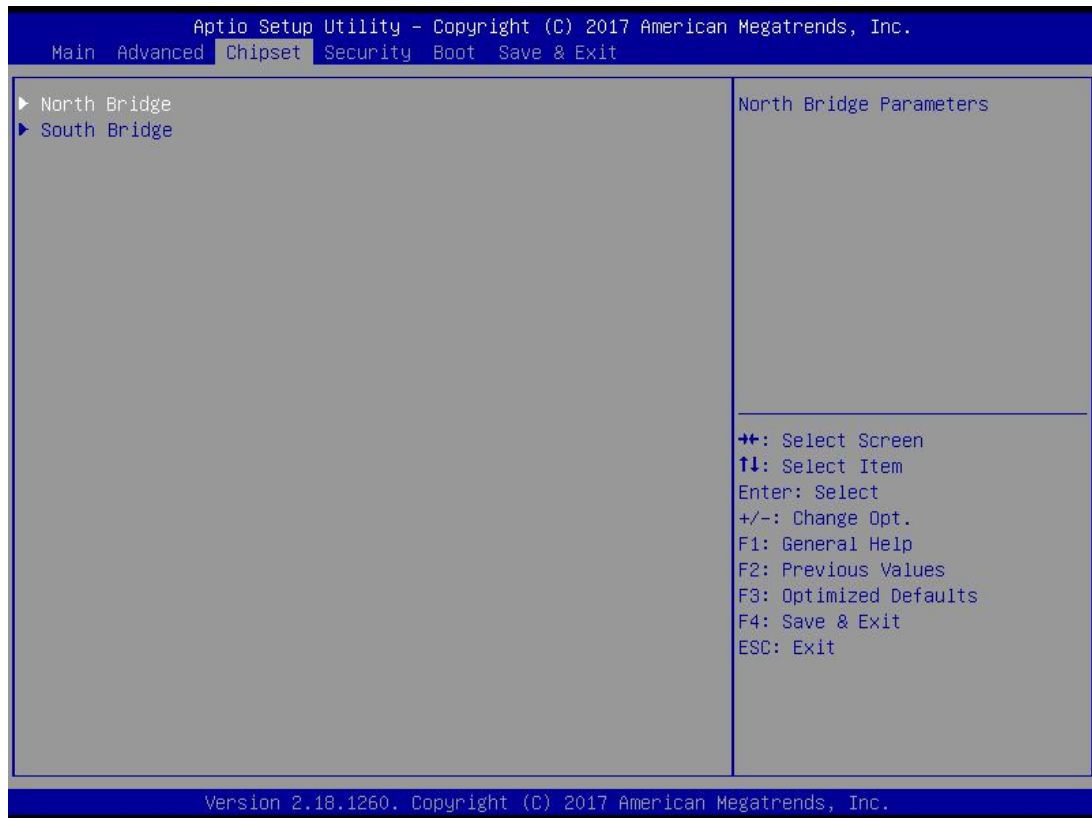 Aptio Setup Utility – Copyright (C) 2017 American Megatrends, Inc.
Main Advanced Chipset Security Boot Save & Exit
▶ North Bridge
▶ South Bridge
North Bridge Parameters
→←: Select Screen
↑↓: Select Item
Enter: Select
+/-: Change Opt.
F1: General Help
F2: Previous Values
F3: Optimized Defaults
F4: Save & Exit
ESC: Exit
Version 2.18.1260. Copyright (C) 2017 American Megatrends, Inc.